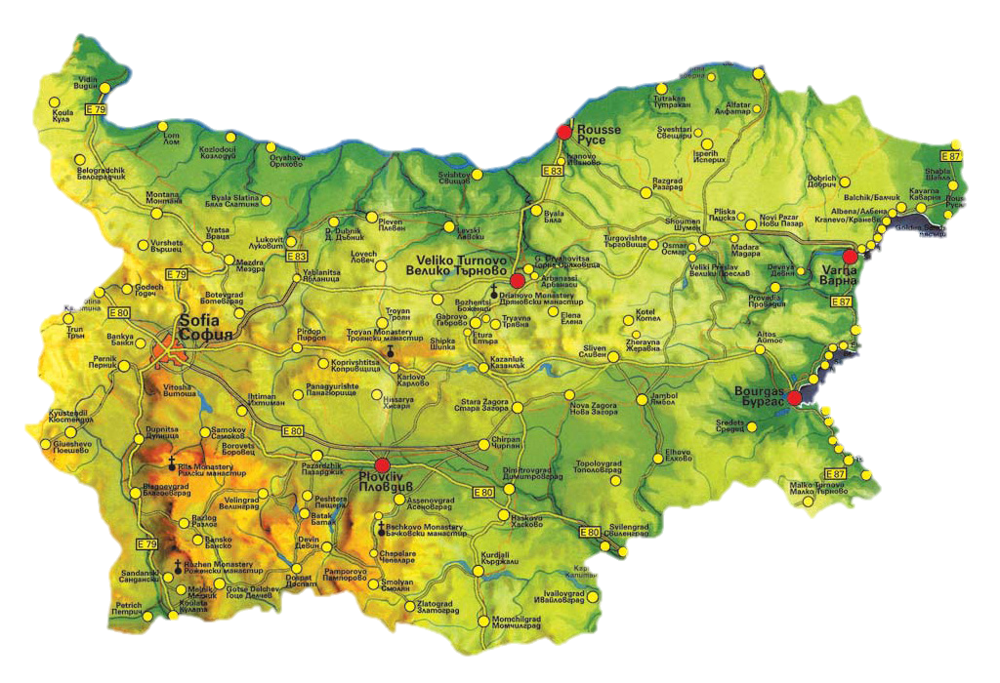 Vidin
Видин
E 79
Koula
Кула
Lom
Лом
Kozlodui
Козлодуй
Oryahovo
Оряхово
Belogradchik
Белоградчик
Svishtov
Свищов
Rousse
Русе
Ivanovo
Иваново
E 83
Tutrakan
Тутракан
Alfatar
Алфатар
Sveshtari
Свещари
Isperih
Исперих
E 87
Shabla
Шабла
Razgrad
Разград
Dobrich
Добрич
Kavarna
Каварна
Balchik/Балчик
Albena/Албена
Kranevo/Кранево
Montana
Монтана
Byala Slatina
Бяла Слатина
Pleven
Плевен
D. Dubnik
Д. Дъбник
Levski
Левски
Byala
Бяла
Pliska
Плиска
Novi Pazar
Нови Пазар
Shoumen
Шумен
Turgovishte
Търговище
Osmar
Осмар
Madara
Мадара
Veliki Preslav
Велики Преслав
Devnya
Девня
Varna
Варна
Provadia
Провадия
E 87
Vurshets
Вършец
Vratsa
Враца
Mezdra
Мездра
Lukovit
Луковит
E 83
Lovech
Ловеч
Yablanitsa
Ябланица
Veliko Turnovo
Велико Търново
G. Oryahovitsa
Горна Оряховица
Arbanassi
Арбанаси
Drianovo Monastery
Дряновски манастир
E 79
Godech
Годеч
E 80
Botevgrad
Ботевград
Trun
Трън
Sofia
София
Bankya
Банкя
Pirdop
Пирдоп
Troyan
Троян
Troyan Monastery
Троянски манастир
Bozhentsi
Боженци
Gabrovo
Габрово
Tryavna
Трявна
Elena
Елена
Etura
Етъра
Shipka
Шипка
Kotel
Котел
Zheravna
Жеравна
Aitos
Айтос
Pernik
Перник
Vitosha
Витоша
Koprivshtitsa
Копривщица
Karlovo
Карлово
Kazanluk
Казанлък
Sliven
Сливен
Panagyurishte
Панагюрище
Hissarya
Хисаря
Bourgas
Бургас
Kyustendil
Кюстендил
Ihtiman
Ихтиман
Stara Zagora
Стара Загора
Nova Zagora
Нова Загора
Jambol
Ямбол
Sredets
Средец
Giueshevo
Гюешево
Dupnitsa
Дупница
Samokov
Самоков
Borovets
Боровец
E 80
Chirpan
Чирпан
Elhovo
Елхово
Rila Monastery
Рилски манастир
Pazardzhik
Пазарджик
Plovdiv
Пловдив
Dimitrovgrad
Димитровград
Topolovgrad
Тополовград
E 87
Malko Turnovo
Малко Търново
Blagoevgrad
Благоевград
Velingrad
Велинград
Peshtera
Пещера
Batak
Батак
Assenovgrad
Асеновград
E 80
Haskovo
Хасково
Razlog
Разлог
Bansko
Банско
Bachkovo Monastery
Бачковски манастир
E 80
Svilengrad
Свиленград
E 79
Devin
Девин
Chepelare
Чепеларе
Kurdjali
Кърджали
Rozhen Monastery
Роженски манастир
Sandanski
Сандански
Melnik
Мелник
Gotse Delchev
Гоце Делчев
Dospat
Доспат
Pamporovo
Пампорово
Smolyan
Смолян
Ivailovgrad
Ивайловград
Petrich
Петрич
Koulata
Кулата
Zlatograd
Златоград
Momchilgrad
Момчилград